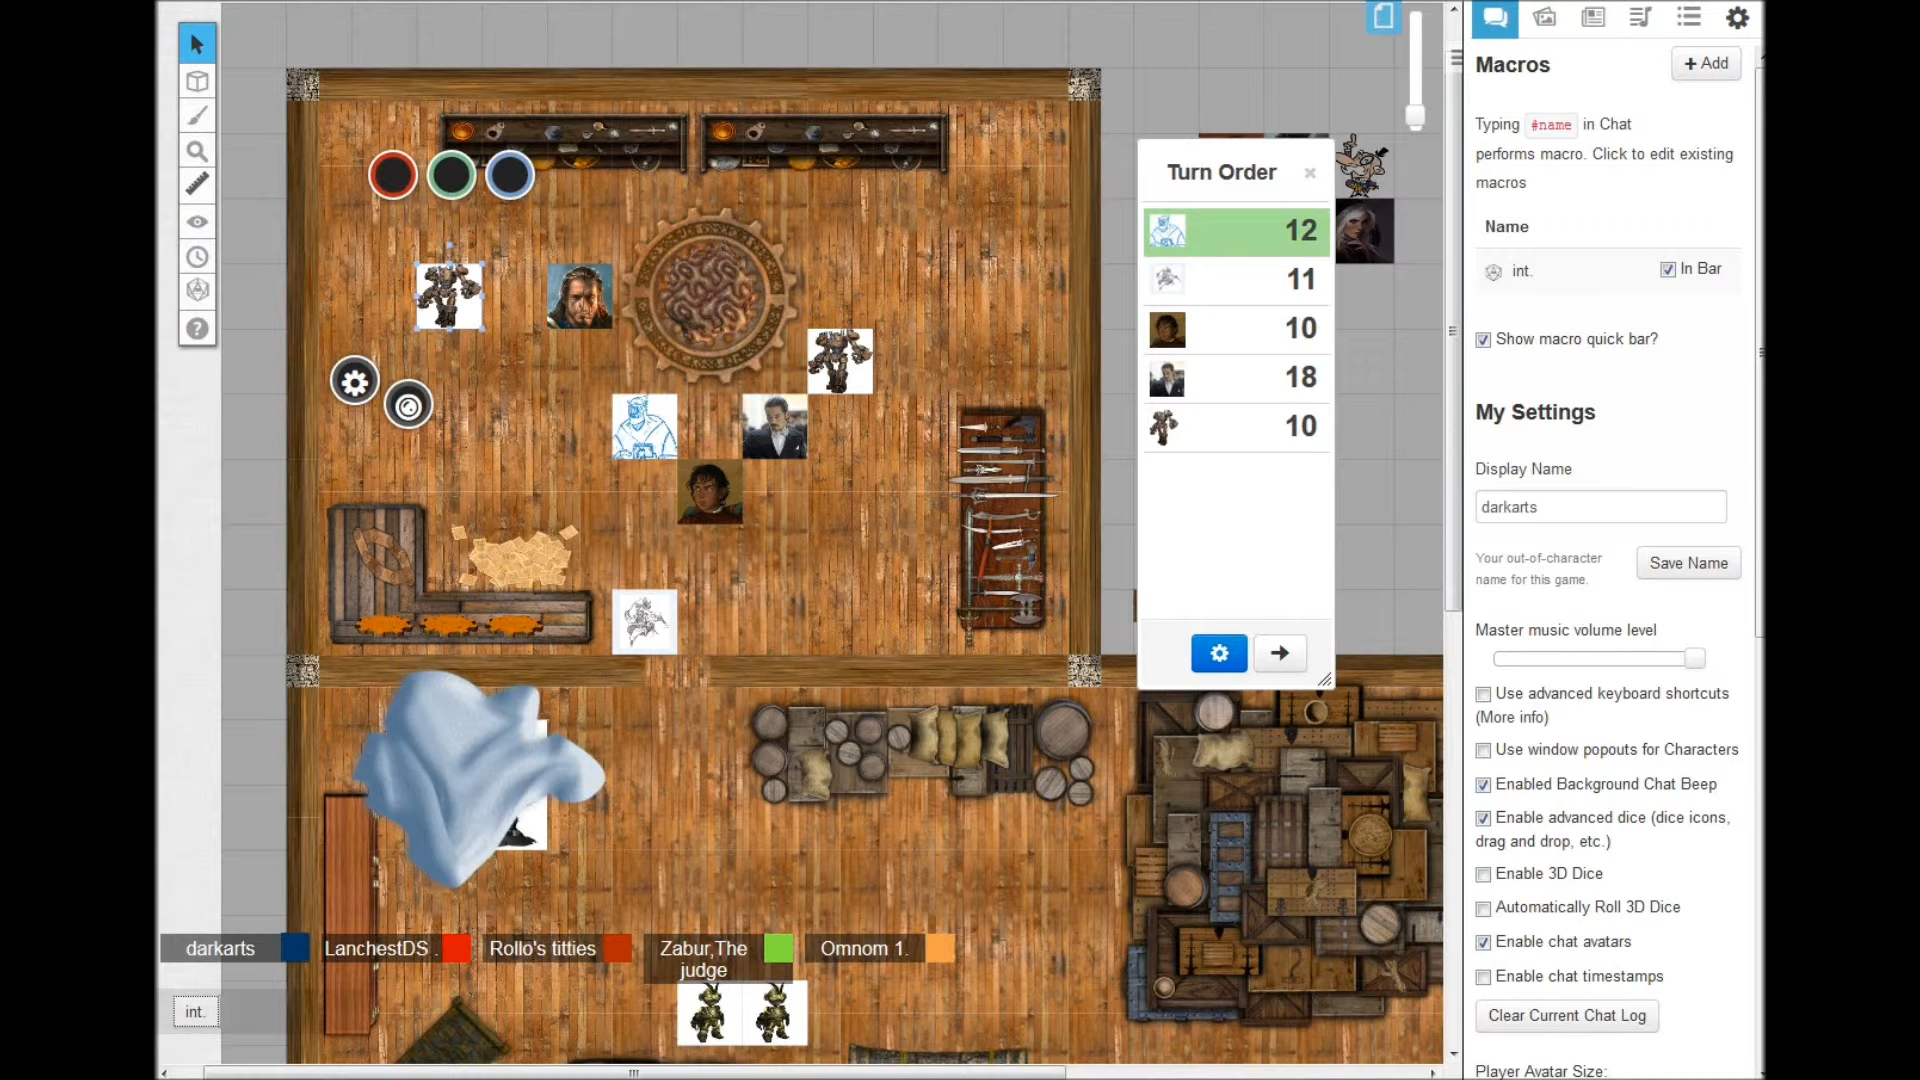 Turn Order ×
12
11
10
18
10
Macros
+ Add
Typing #name in Chat
performs macro. Click to edit existing
macros
Name
int.
In Bar
Show macro quick bar?
My Settings
Display Name
darkarts
Your out-of-character
name for this game.
Save Name
Master music volume level
Use advanced keyboard shortcuts
(More info)
Use window popouts for Characters
Enabled Background Chat Beep
Enable advanced dice (dice icons,
drag and drop, etc.)
Enable 3D Dice
Automatically Roll 3D Dice
Enable chat avatars
Enable chat timestamps
Clear Current Chat Log
Player Avatar Size:
darkarts
LanchestDS .
Rollo's titties
Zabur,The
judge
Omnom 1.
int.